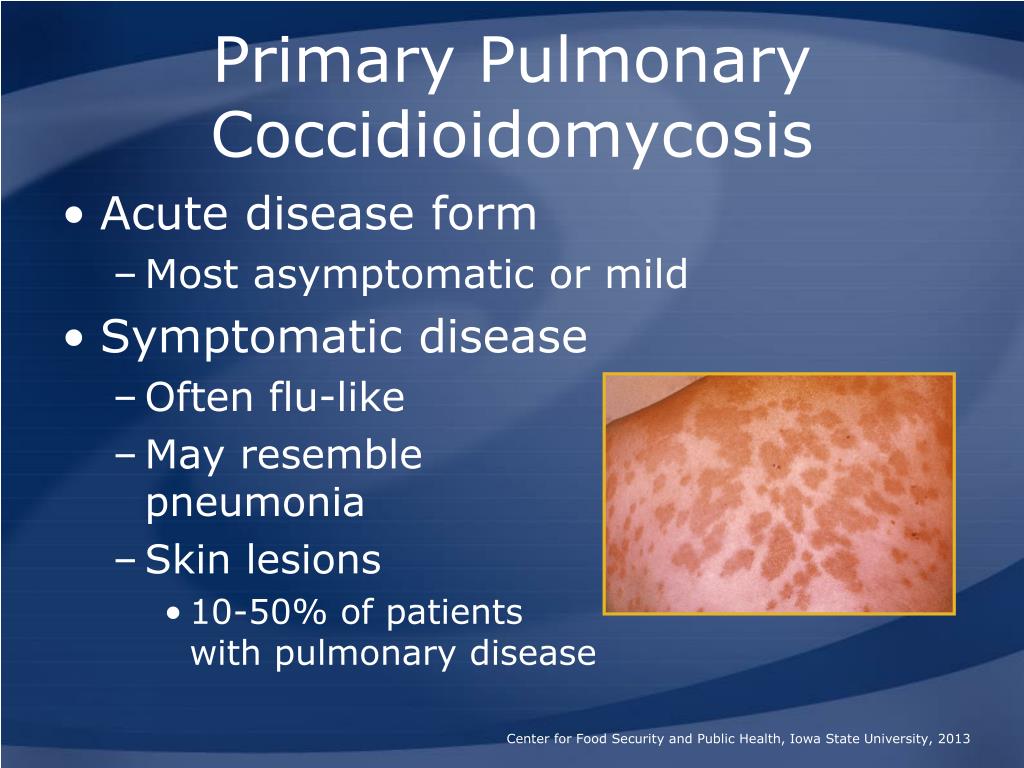 Primary Pulmonary
Coccidioidomycosis
• Acute disease form
– Most asymptomatic or mild
• Symptomatic disease
– Often flu-like
– May resemble
pneumonia
– Skin lesions
• 10-50% of patients
with pulmonary disease
Center for Food Security and Public Health, Iowa State University, 2013